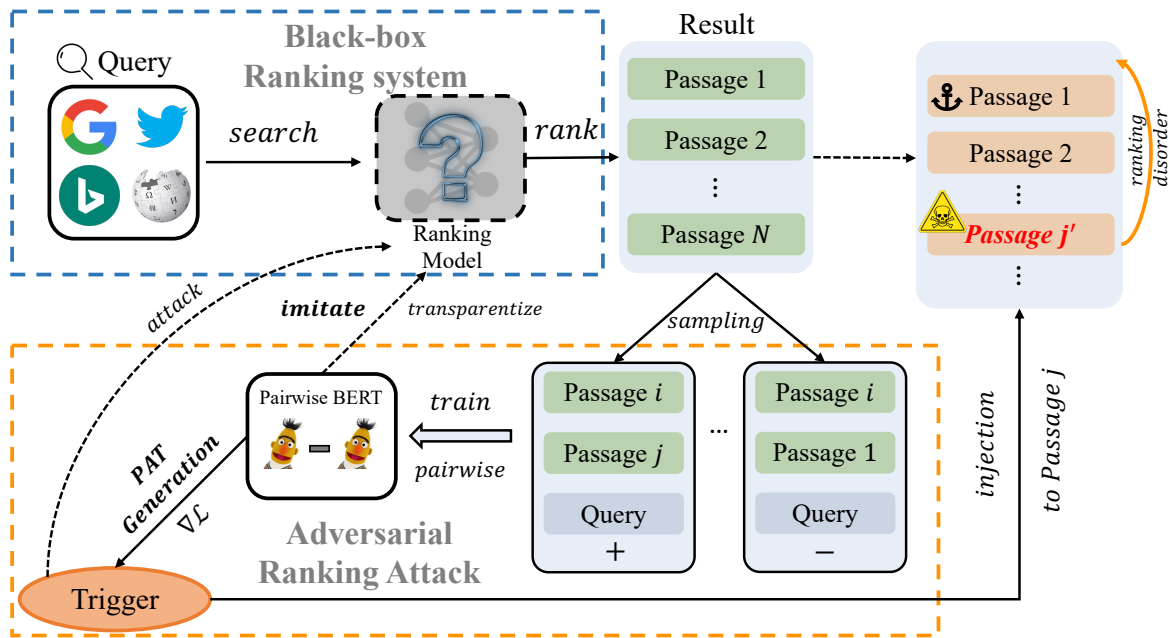 Black-box
Ranking system
Query
search
rank
Ranking
Model
Result
Passage 1
Passage 2
⋮
Passage N
Passage 1
Passage 2
⋮
Passage j′
⋮
ranking
disorder
attack
imitate
transparentize
sampling
Pairwise BERT
train
pairwise
Passage i
Passage j
Query
+
...
Passage i
Passage 1
Query
−
injection
to Passage j
PAT
Generation
∇ℒ
Adversarial
Ranking Attack
Trigger